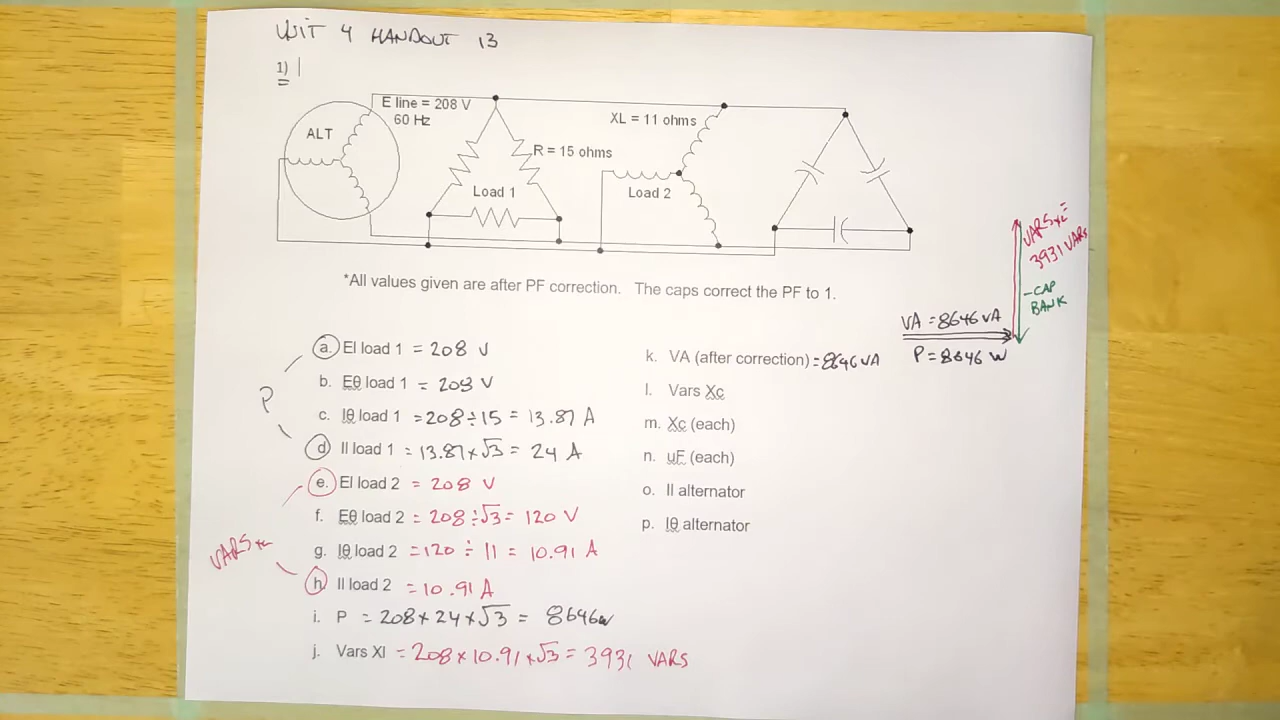 UNIT 4 HANDOUT 13
1)
E line = 208 V
60 Hz
ALT
R = 15 ohms
Load 1
XL = 11 ohms
Load 2
*All values given are after PF correction. The caps correct the PF to 1.
VARS XL =
3931 VARS
-CAP
BANK
VA = 8646 VA
P = 8646 W
P
a. El load 1 = 208 V
b. Eθ load 1 = 208 V
c. Iθ load 1 = 208 ÷ 15 = 13.87 A
d. Il load 1 = 13.87 x √3 = 24 A
e. El load 2 = 208 V
f. Eθ load 2 = 208 ÷ √3 = 120 V
g. Iθ load 2 = 120 ÷ 11 = 10.91 A
h. Il load 2 = 10.91 A
VARS XL
i. P = 208 x 24 x √3 = 8646w
j. Vars Xl = 208 x 10.91 x √3 = 3931 VARS
k. VA (after correction) = 8646 VA
l. Vars Xc
m. Xc (each)
n. uF (each)
o. Il alternator
p. Iθ alternator